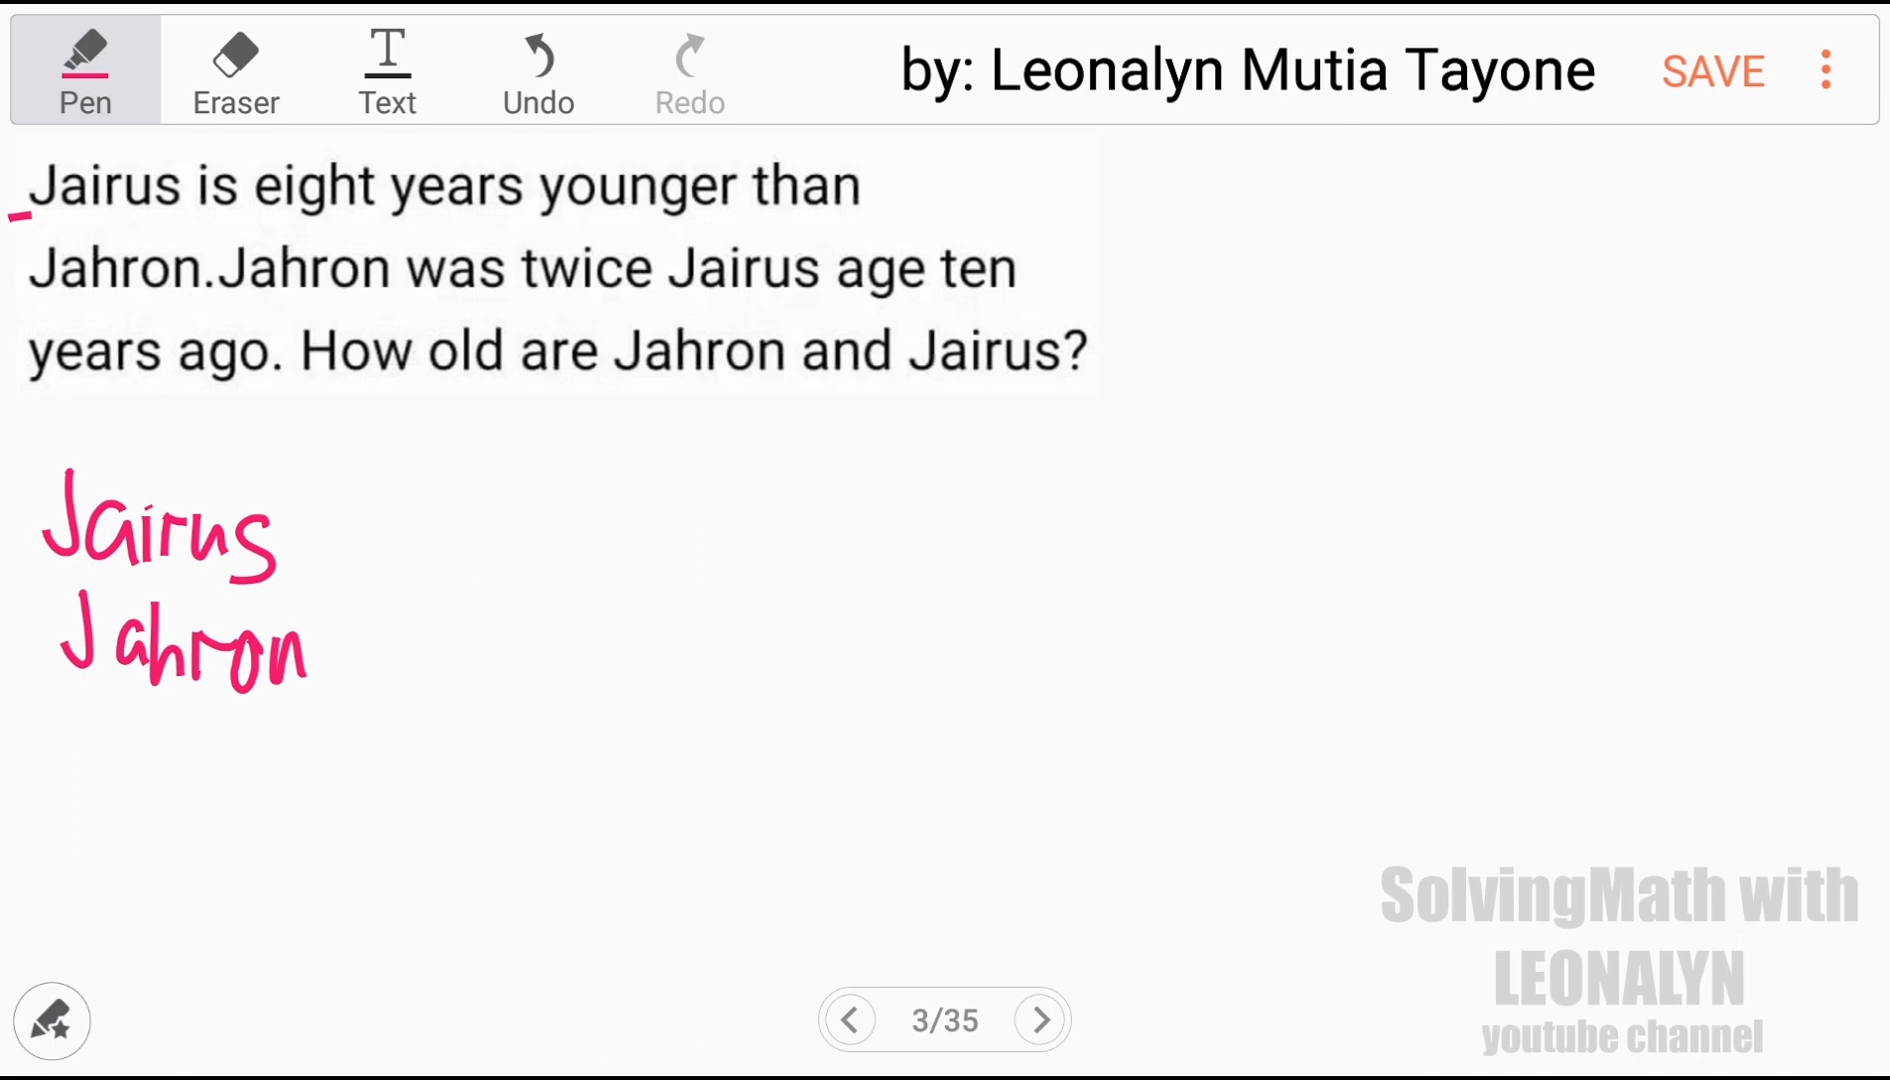 Pen Eraser Text Undo Redo by: Leonalyn Mutia Tayone SAVE
Jairus is eight years younger than
Jahron.Jahron was twice Jairus age ten
years ago. How old are Jahron and Jairus?
Jairus
Jahron
SolvingMath with
LEONALYN
youtube channel
3/35